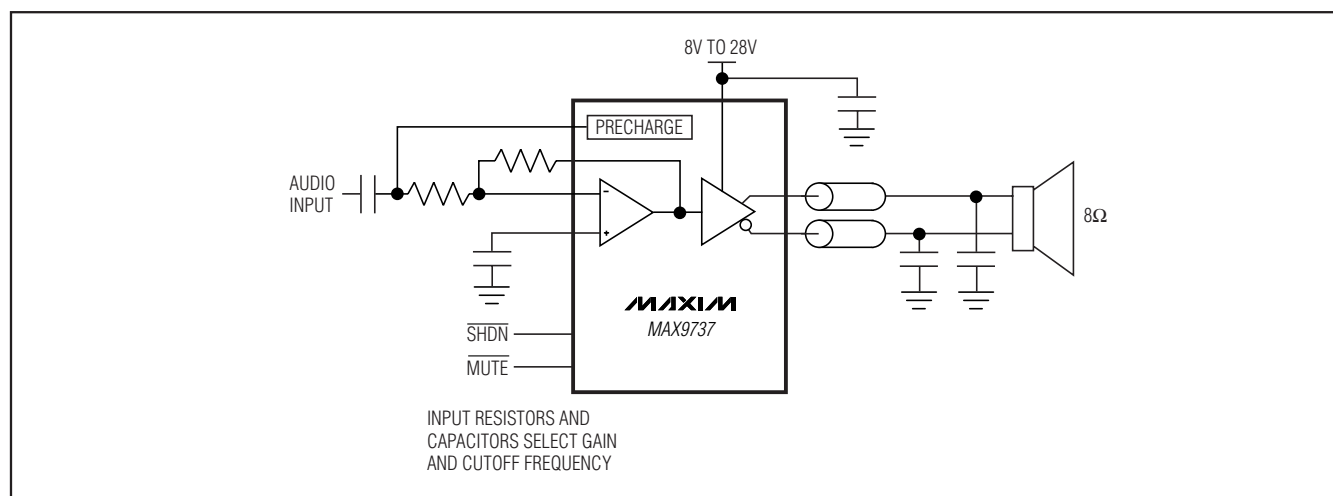 8V TO 28V
PRECHARGE
AUDIO
INPUT
-
+
8Ω
MAXIM
MAX9737
SHDN
MUTE
INPUT RESISTORS AND
CAPACITORS SELECT GAIN
AND CUTOFF FREQUENCY